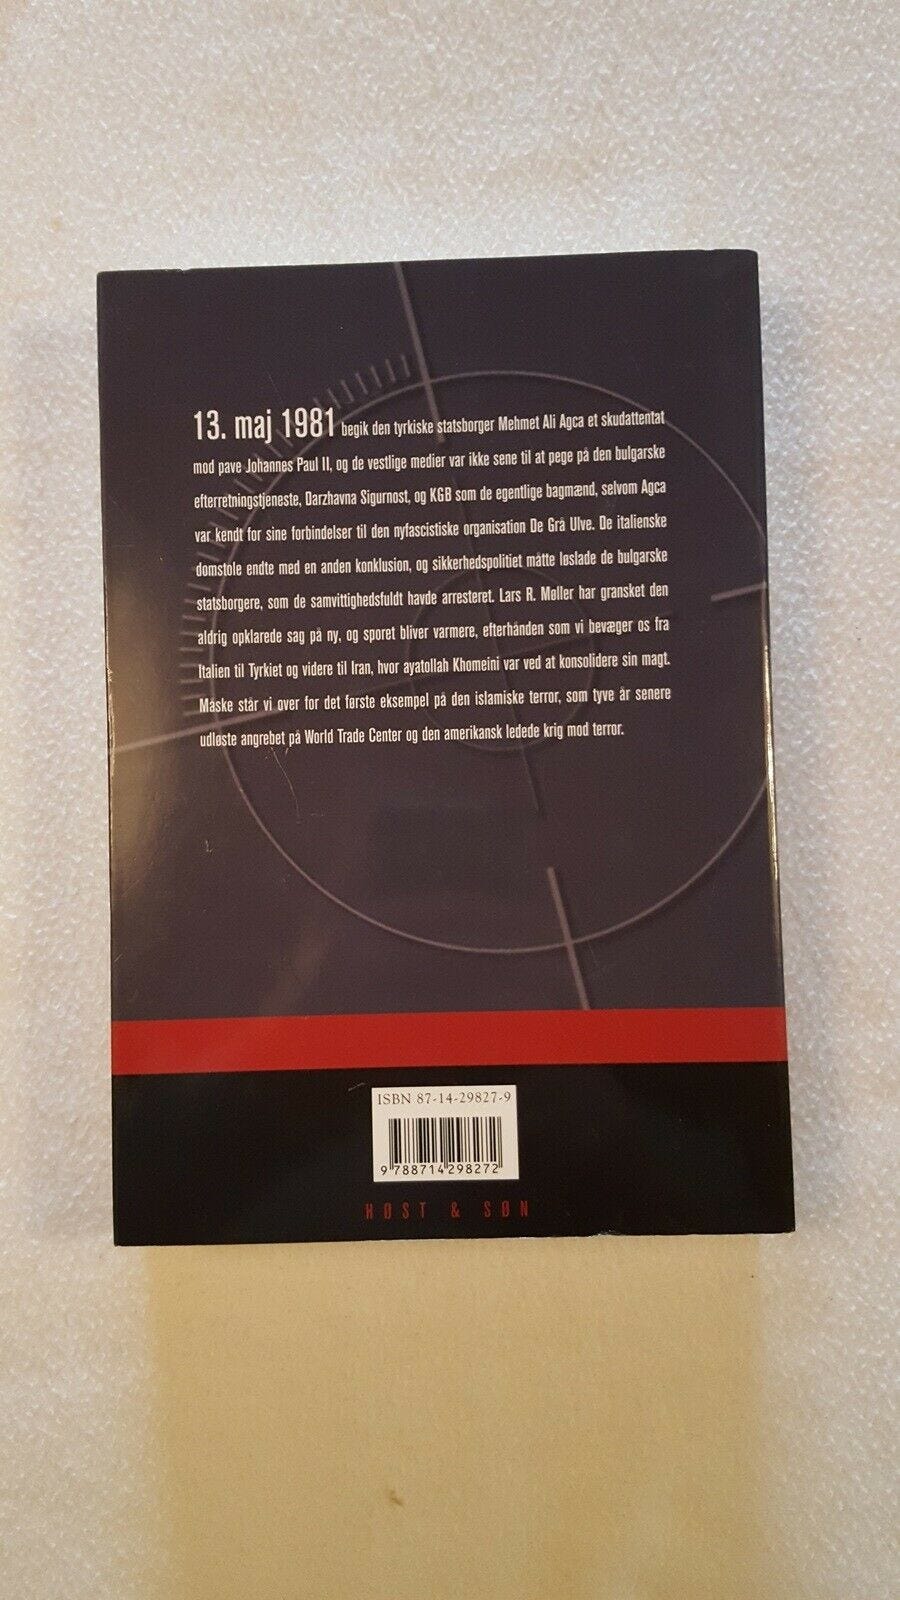 13. maj 1981 begik den tyrkiske statsborger Mehmet Ali Agca et skudattentat
mod pave Johannes Paul II, og de vestlige medier var ikke sene til at pege på den bulgarske
efterretningstjeneste, Darzhavna Sigurnost, og KGB som de egentlige bagmænd, selvom Agca
var kendt for sine forbindelser til den nyfascistiske organisation De Grå Ulve. De italienske
domstole endte med en anden konklusion, og sikkerhedspolitiet måtte løslade de bulgarske
statsborgere, som de samvittighedsfuldt havde arresteret. Lars R. Møller har gransket den
aldrig opklarede sag på ny, og sporet bliver varmere, efterhånden som vi bevæger os fra
Italien til Tyrkiet og videre til Iran, hvor ayatollah Khomeini var ved at konsolidere sin magt.
Måske står vi over for det første eksempel på den islamiske terror, som tyve år senere
udløste angrebet på World Trade Center og den amerikansk ledede krig mod terror.
ISBN 87-14-29827-9
9 788714 298272
HØST & SØN